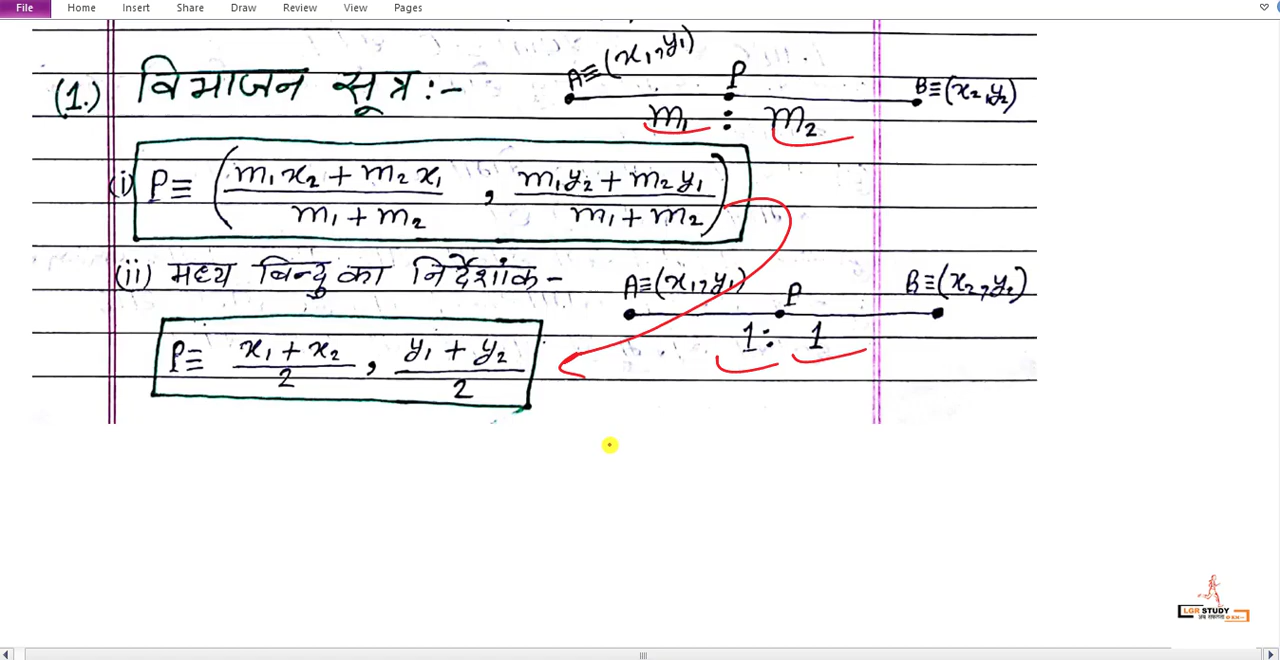 File Home Insert Share Draw Review View Pages
(1.) विभाजन सूत्र :-
A≡(x₁,y₁) P B≡(x₂,y₂)
m₁ : m₂
(i) P≡ (m₁x₂ + m₂x₁ / m₁ + m₂ , m₁y₂ + m₂y₁ / m₁ + m₂)
(ii) मध्य बिन्दु का निर्देशांक -
A≡(x₁,y₁) P B≡(x₂,y₂)
1 : 1
P≡ x₁ + x₂ / 2 , y₁ + y₂ / 2
LGR STUDY